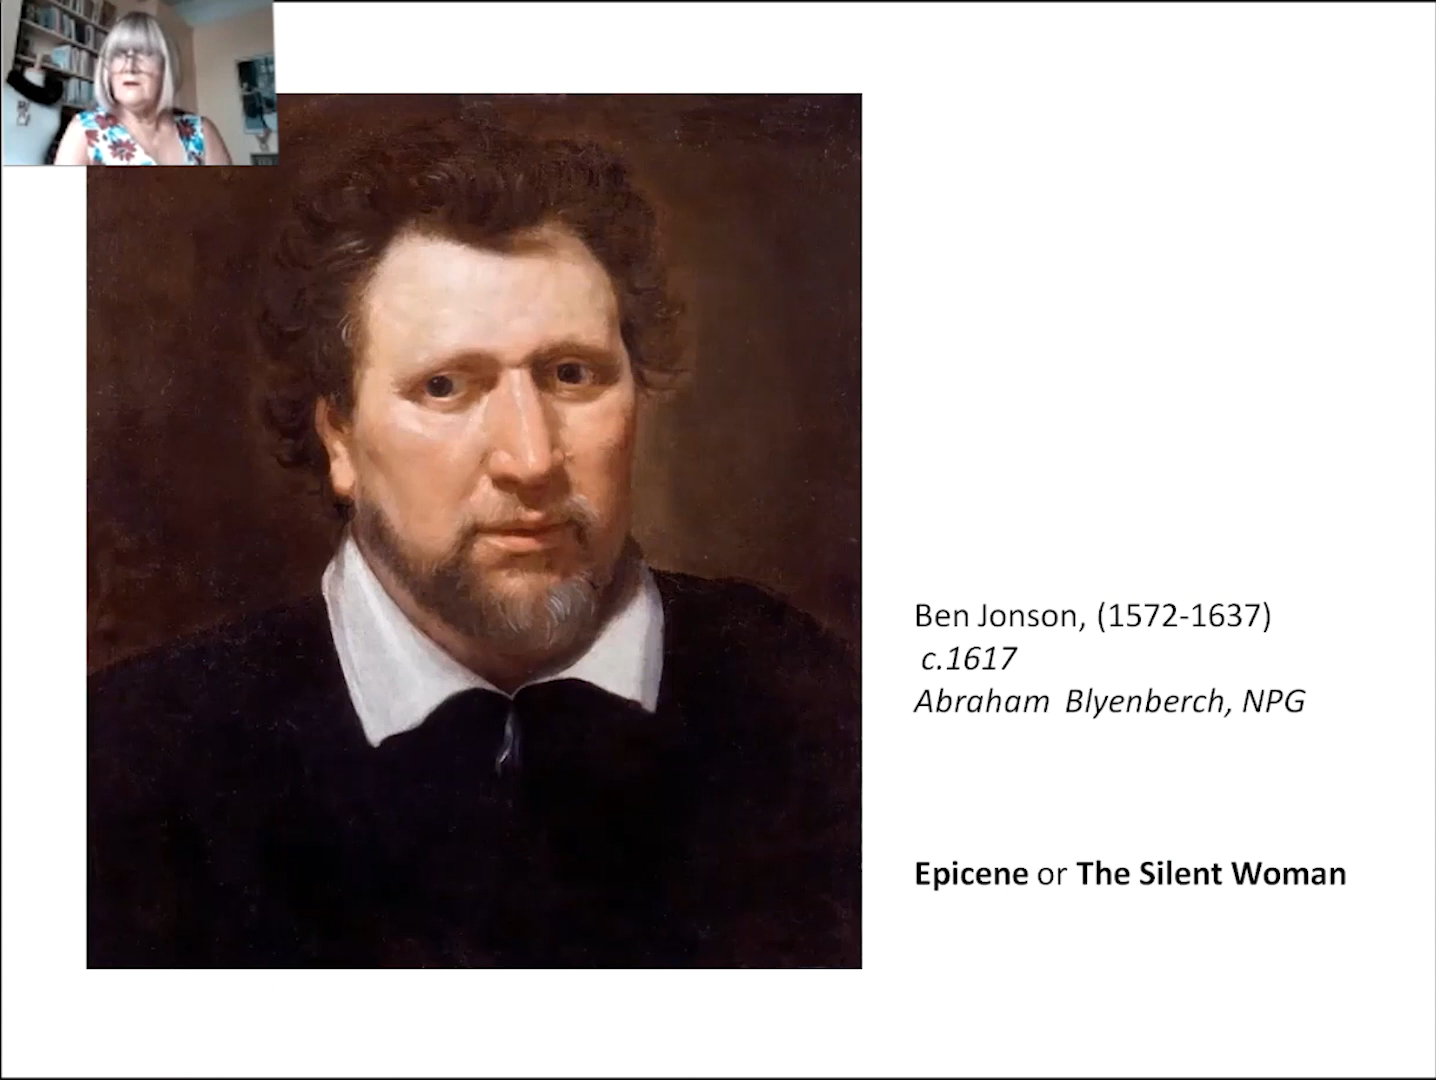 Ben Jonson, (1572-1637)
c.1617
Abraham Blyenberch, NPG
Epicene or The Silent Woman